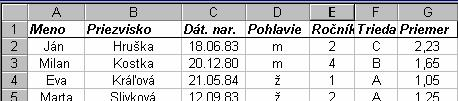 A B C D E F G
1 Meno Priezvisko Dát. nar. Pohlavie Ročník Trieda Priemer
2 Ján Hruška 18.06.83 m 2 C 2,23
3 Milan Kostka 20.12.80 m 4 B 1,65
4 Eva Kráľová 21.05.84 ž 1 A 1,05
5 Marta Slivková 12.09.83 ž 2 A 1,25